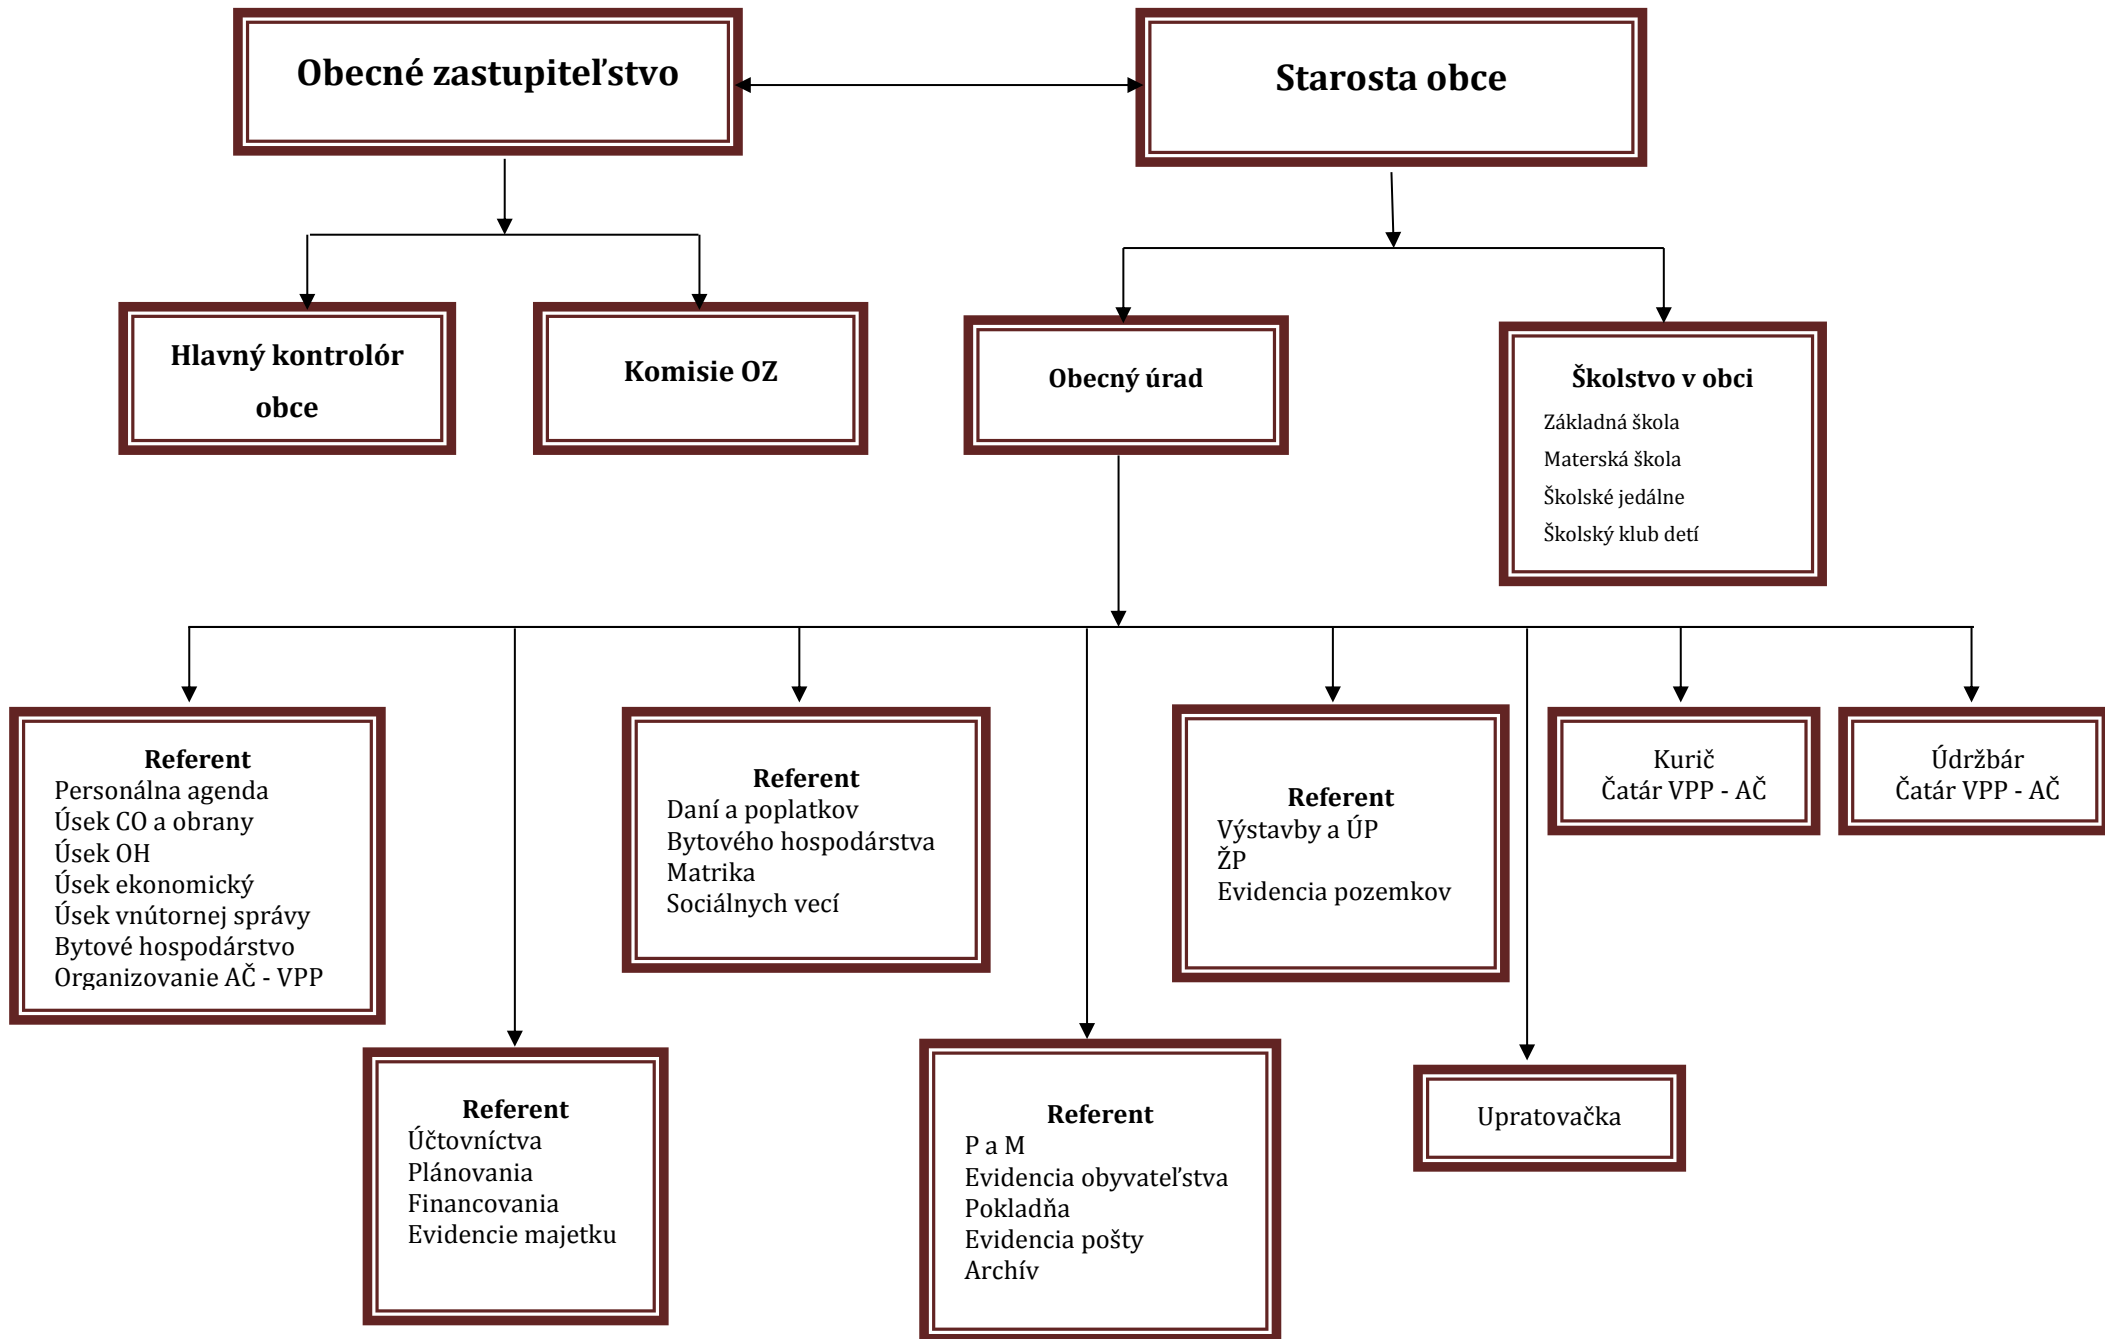 Obecné zastupiteľstvo
Starosta obce
Hlavný kontrolór
obce
Komisie OZ
Obecný úrad
Školstvo v obci
Základná škola
Materská škola
Školské jedálne
Školský klub detí
Referent
Personálna agenda
Úsek CO a obrany
Úsek OH
Úsek ekonomický
Úsek vnútornej správy
Bytové hospodárstvo
Organizovanie AČ - VPP
Referent
Daní a poplatkov
Bytového hospodárstva
Matrika
Sociálnych vecí
Referent
Výstavby a ÚP
ŽP
Evidencia pozemkov
Kurič
Čatár VPP - AČ
Údržbár
Čatár VPP - AČ
Referent
Účtovníctva
Plánovania
Financovania
Evidencie majetku
Referent
P a M
Evidencia obyvateľstva
Pokladňa
Evidencia pošty
Archív
Upratovačka